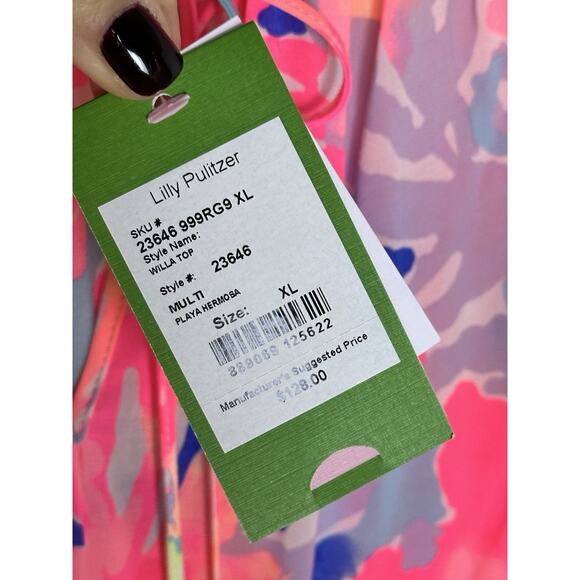 Lilly Pulitzer
SKU #
23646 999RG9 XL
Style Name:
WILLA TOP
Style #: 23646
MULTI
PLAYA HERMOSA
Size: XL
889069 125622
Manufacturer's Suggested Price
$128.00